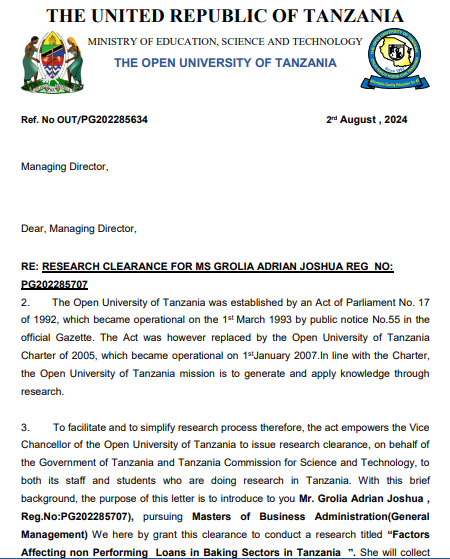 THE UNITED REPUBLIC OF TANZANIA
MINISTRY OF EDUCATION, SCIENCE AND TECHNOLOGY
THE OPEN UNIVERSITY OF TANZANIA
Ref. No OUT/PG202285634 2rd August , 2024
Managing Director,
Dear, Managing Director,
RE: RESEARCH CLEARANCE FOR MS GROLIA ADRIAN JOSHUA REG NO:
PG202285707
2. The Open University of Tanzania was established by an Act of Parliament No. 17
of 1992, which became operational on the 1st March 1993 by public notice No.55 in
the official Gazette. The Act was however replaced by the Open University of Tanzania
Charter of 2005, which became operational on 1stJanuary 2007.In line with the Charter,
the Open University of Tanzania mission is to generate and apply knowledge through
research.
3. To facilitate and to simplify research process therefore, the act empowers the Vice
Chancellor of the Open University of Tanzania to issue research clearance, on behalf of
the Government of Tanzania and Tanzania Commission for Science and Technology, to
both its staff and students who are doing research in Tanzania. With this brief
background, the purpose of this letter is to introduce to you Mr. Grolia Adrian Joshua ,
Reg.No:PG202285707), pursuing Masters of Business Administration(General
Management) We here by grant this clearance to conduct a research titled “Factors
Affecting non Performing Loans in Baking Sectors in Tanzania ”. She will collect